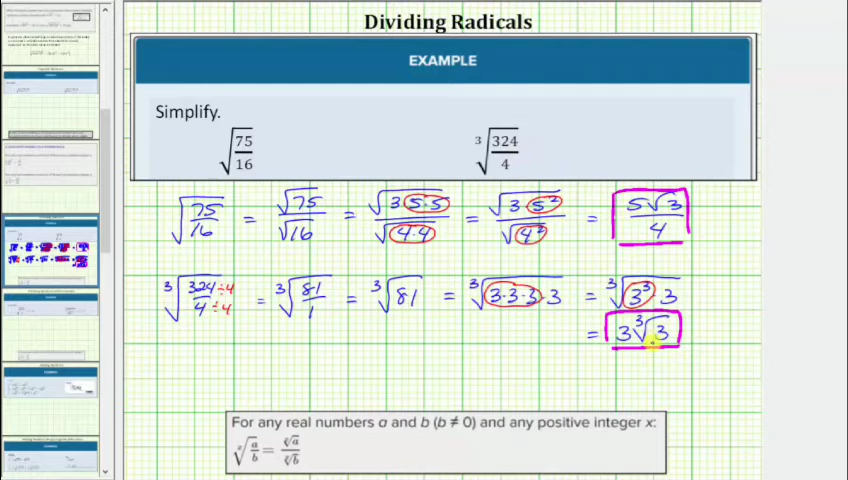 Dividing Radicals
EXAMPLE
Simplify.
√(75/16) ∛(324/4)
√(75/16) = √75/√16 = √(3·5·5)/√(4·4) = √(3·5²)/√(4²) = 5√3/4
∛((324÷4)/(4÷4)) = ∛(81/1) = ∛81 = ∛(3·3·3·3) = ∛(3³·3)
= 3∛3
For any real numbers a and b (b ≠ 0) and any positive integer x:
ˣ√(a/b) = ˣ√a/ˣ√b